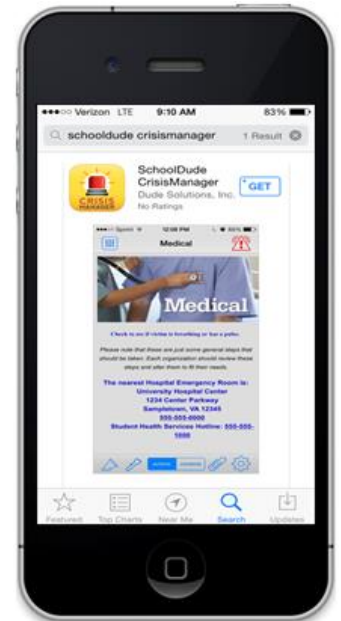 Verizon LTE 9:10 AM 83%
schooldude crisismanager 1 Result
CRISIS
MANAGER
SchoolDude
CrisisManager
Dude Solutions, Inc.
No Ratings
+ GET
Sprint 12:08 PM
Medical
Medical
Check to see if victim is breathing or has a pulse.
Please note that these are just some general steps that
should be taken. Each organization should review these
steps and alter them to fit their needs.
The nearest Hospital Emergency Room is:
University Hospital Center
1234 Center Parkway
Sampletown, VA 12345
555-555-0000
Student Health Services Hotline: 555-555-
Featured Top Charts Near Me Search Updates